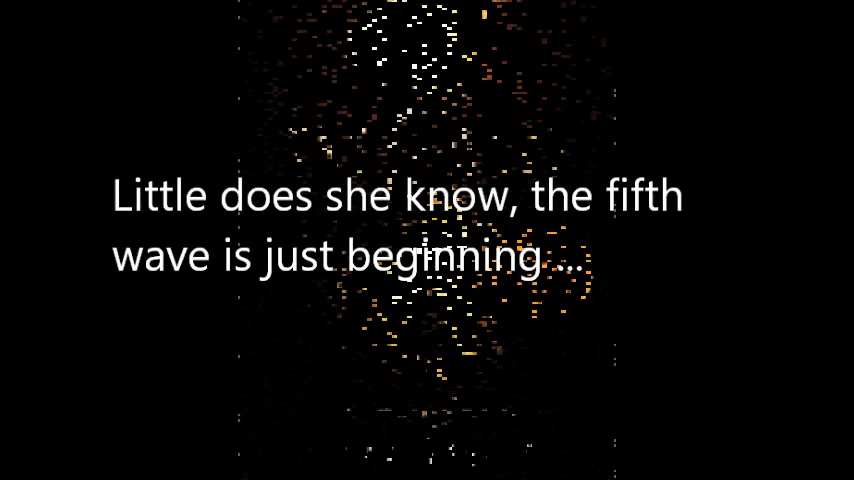 Little does she know, the fifth
wave is just beginning ...